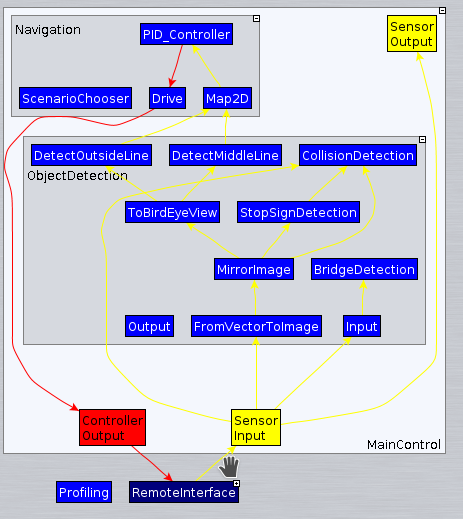 Navigation
PID_Controller
Sensor
Output
ScenarioChooser
Drive
Map2D
DetectOutsideLine
DetectMiddleLine
CollisionDetection
ObjectDetection
ToBirdEyeView
StopSignDetection
MirrorImage
BridgeDetection
Output
FromVectorToImage
Input
Controller
Output
Sensor
Input
MainControl
Profiling
RemoteInterface